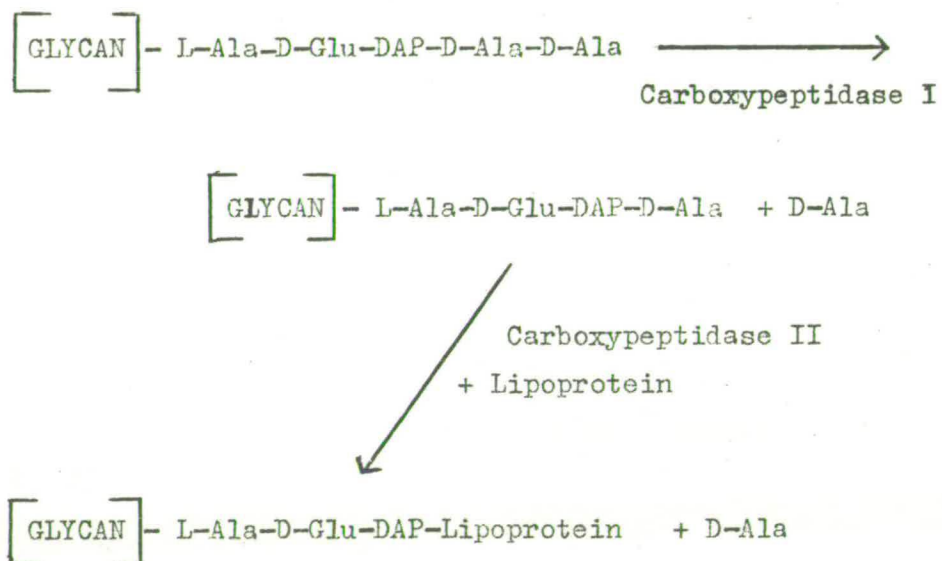 [GLYCAN] - L-Ala-D-Glu-DAP-D-Ala-D-Ala
Carboxypeptidase I
[GLYCAN] - L-Ala-D-Glu-DAP-D-Ala + D-Ala
Carboxypeptidase II
+ Lipoprotein
[GLYCAN] - L-Ala-D-Glu-DAP-Lipoprotein + D-Ala